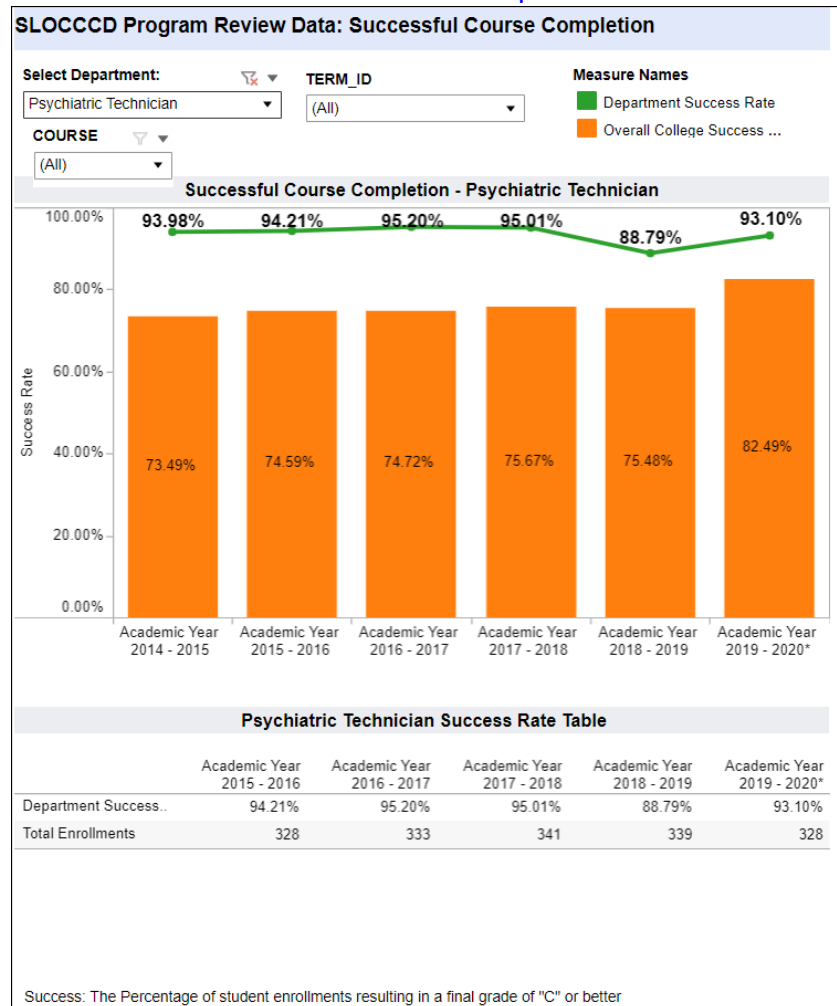 SLOCCCD Program Review Data: Successful Course Completion
Select Department:
TERM_ID
Measure Names
Psychiatric Technician
(All)
Department Success Rate
Overall College Success ...
COURSE
(All)
Successful Course Completion - Psychiatric Technician
100.00%
93.98%
94.21%
95.20%
95.01%
88.79%
93.10%
80.00%
60.00%
40.00%
20.00%
0.00%
Success Rate
73.49%
74.59%
74.72%
75.67%
75.48%
82.49%
Academic Year
2014 - 2015
Academic Year
2015 - 2016
Academic Year
2016 - 2017
Academic Year
2017 - 2018
Academic Year
2018 - 2019
Academic Year
2019 - 2020*
Psychiatric Technician Success Rate Table
Academic Year
2015 - 2016
Academic Year
2016 - 2017
Academic Year
2017 - 2018
Academic Year
2018 - 2019
Academic Year
2019 - 2020*
Department Success.. 94.21% 95.20% 95.01% 88.79% 93.10%
Total Enrollments 328 333 341 339 328
Success: The Percentage of student enrollments resulting in a final grade of "C" or better